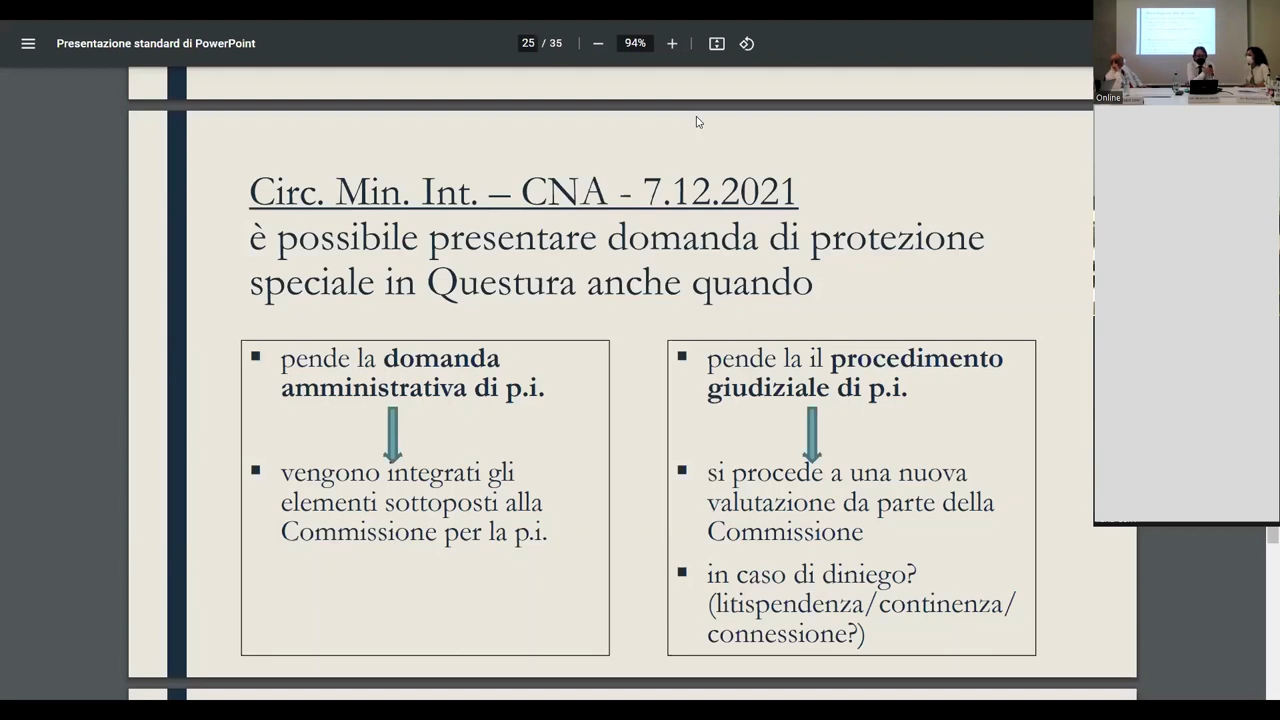 Presentazione standard di PowerPoint
25 / 35
94%
Online
Circ. Min. Int. – CNA - 7.12.2021
è possibile presentare domanda di protezione
speciale in Questura anche quando
▪ pende la domanda
amministrativa di p.i.
▪ vengono integrati gli
elementi sottoposti alla
Commissione per la p.i.
▪ pende la il procedimento
giudiziale di p.i.
▪ si procede a una nuova
valutazione da parte della
Commissione
▪ in caso di diniego?
(litispendenza/continenza/
connessione?)